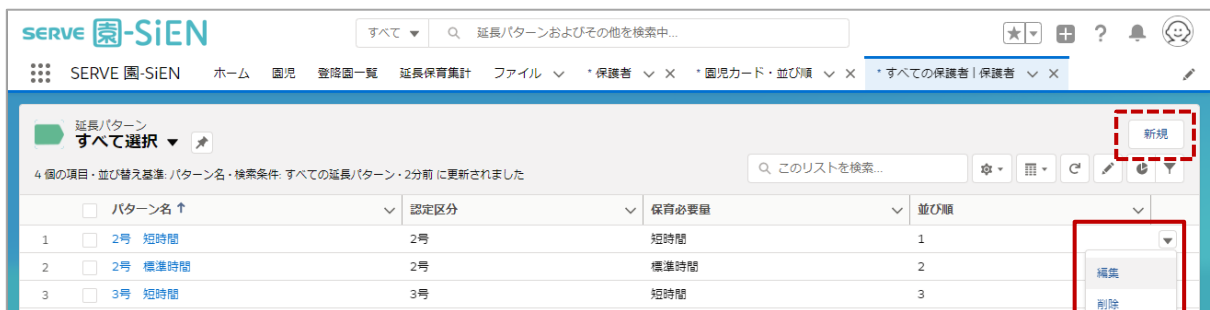 SERVE 園-SiEN
すべて
延長パターンおよびその他を検索中...
SERVE 園-SiEN ホーム 園児 登降園一覧 延長保育集計 ファイル * 保護者 * 園児カード・並び順 * すべての保護者 | 保護者
延長パターン
すべて選択
新規
4 個の項目・並び替え基準: パターン名・検索条件: すべての延長パターン・2分前 に更新されました
このリストを検索...
パターン名 ↑ 認定区分 保育必要量 並び順
1 2号 短時間 2号 短時間 1
2 2号 標準時間 2号 標準時間 2
編集
3 3号 短時間 3号 短時間 3
削除